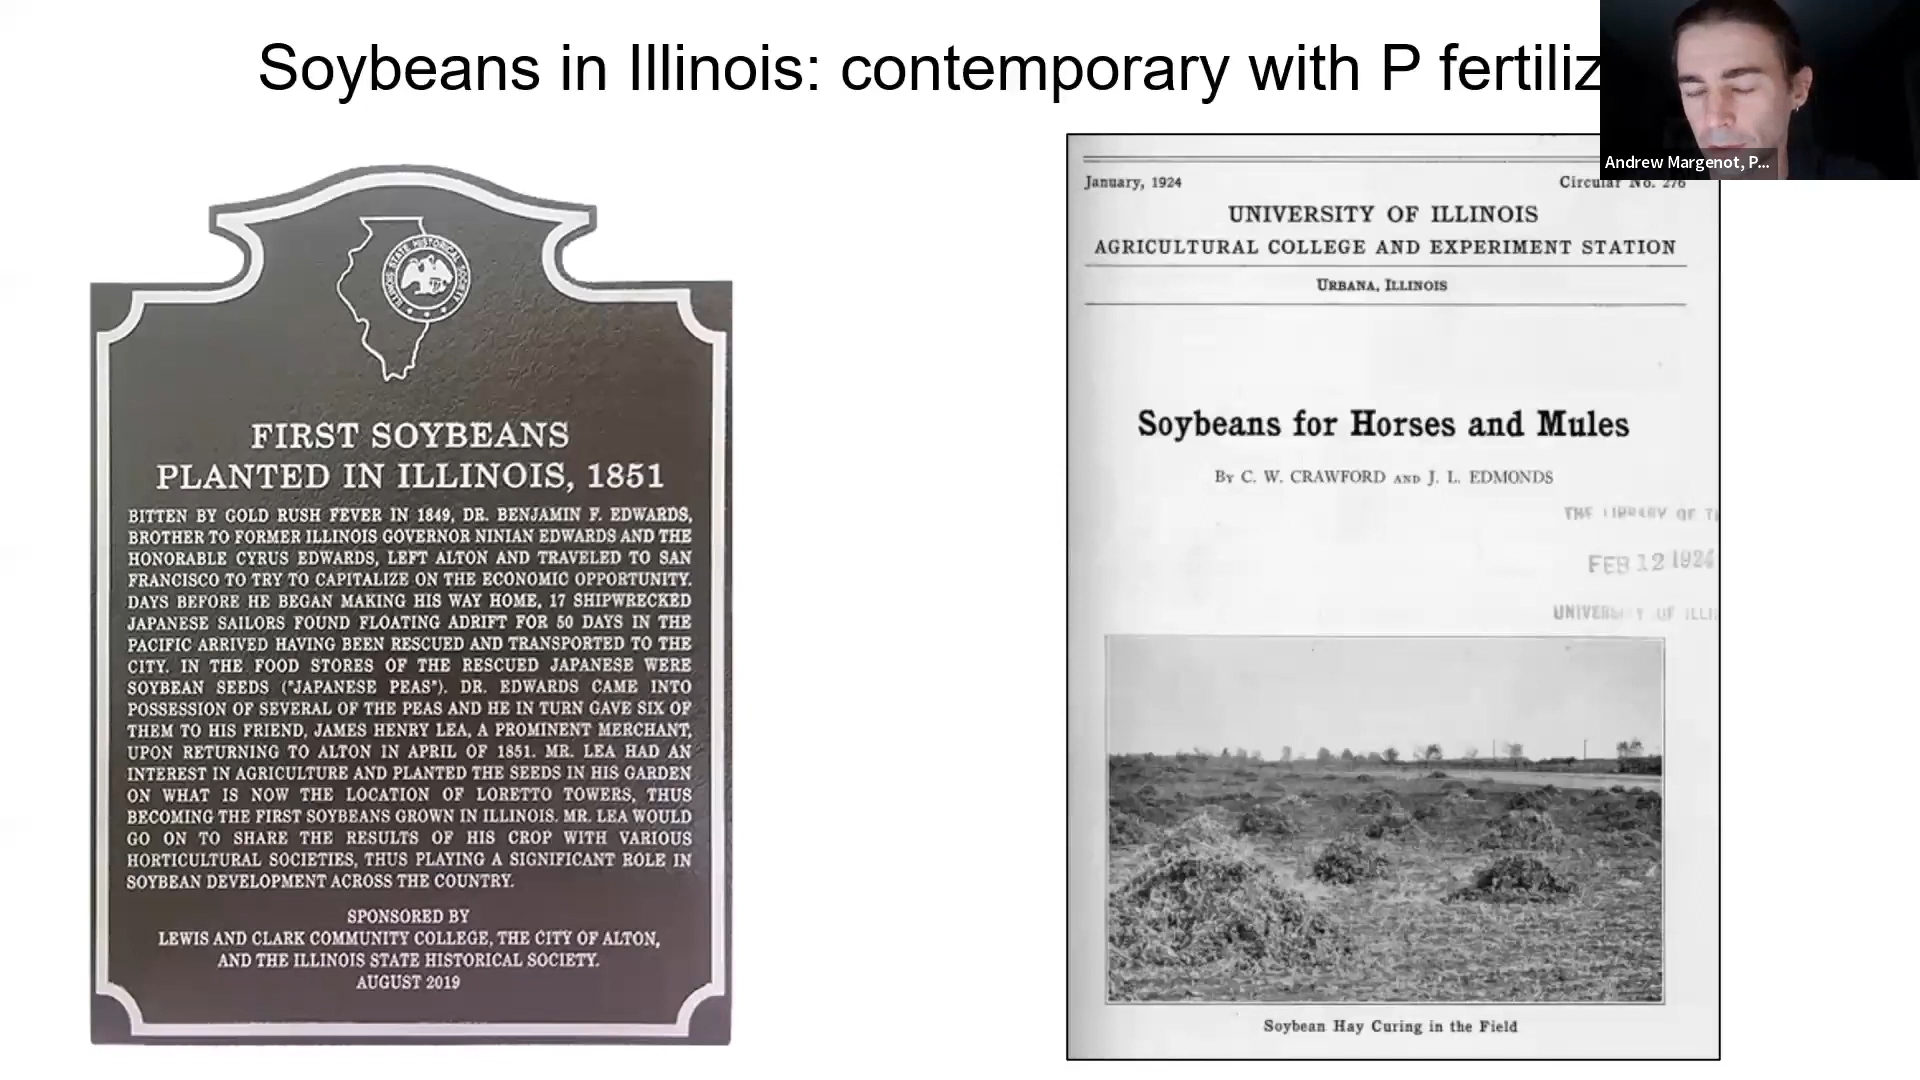 Soybeans in Illinois: contemporary with P fertiliz
Andrew Margenot, P...
ILLINOIS STATE HISTORICAL SOCIETY
FIRST SOYBEANS
PLANTED IN ILLINOIS, 1851
BITTEN BY GOLD RUSH FEVER IN 1849, DR. BENJAMIN F. EDWARDS,
BROTHER TO FORMER ILLINOIS GOVERNOR NINIAN EDWARDS AND THE
HONORABLE CYRUS EDWARDS, LEFT ALTON AND TRAVELED TO SAN
FRANCISCO TO TRY TO CAPITALIZE ON THE ECONOMIC OPPORTUNITY.
DAYS BEFORE HE BEGAN MAKING HIS WAY HOME, 17 SHIPWRECKED
JAPANESE SAILORS FOUND FLOATING ADRIFT FOR 50 DAYS IN THE
PACIFIC ARRIVED HAVING BEEN RESCUED AND TRANSPORTED TO THE
CITY. IN THE FOOD STORES OF THE RESCUED JAPANESE WERE
SOYBEAN SEEDS ("JAPANESE PEAS"). DR. EDWARDS CAME INTO
POSSESSION OF SEVERAL OF THE PEAS AND HE IN TURN GAVE SIX OF
THEM TO HIS FRIEND, JAMES HENRY LEA, A PROMINENT MERCHANT,
UPON RETURNING TO ALTON IN APRIL OF 1851. MR. LEA HAD AN
INTEREST IN AGRICULTURE AND PLANTED THE SEEDS IN HIS GARDEN
ON WHAT IS NOW THE LOCATION OF LORETTO TOWERS, THUS
BECOMING THE FIRST SOYBEANS GROWN IN ILLINOIS. MR. LEA WOULD
GO ON TO SHARE THE RESULTS OF HIS CROP WITH VARIOUS
HORTICULTURAL SOCIETIES, THUS PLAYING A SIGNIFICANT ROLE IN
SOYBEAN DEVELOPMENT ACROSS THE COUNTRY.
SPONSORED BY
LEWIS AND CLARK COMMUNITY COLLEGE, THE CITY OF ALTON,
AND THE ILLINOIS STATE HISTORICAL SOCIETY.
AUGUST 2019
January, 1924 Circular No. 276
UNIVERSITY OF ILLINOIS
AGRICULTURAL COLLEGE AND EXPERIMENT STATION
URBANA, ILLINOIS
Soybeans for Horses and Mules
BY C. W. CRAWFORD AND J. L. EDMONDS
THE LIBRARY OF
FEB 12 1924
OF
Soybean Hay Curing in the Field